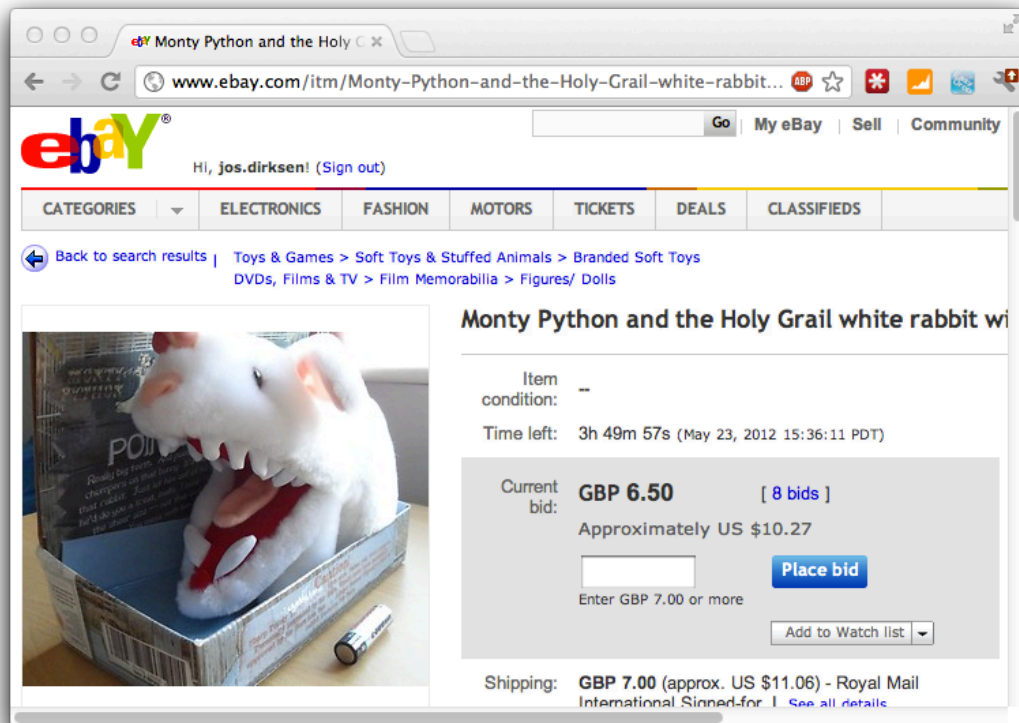 ebY Monty Python and the Holy G
www.ebay.com/itm/Monty-Python-and-the-Holy-Grail-white-rabbit...
ABP
ebaY®
Go
My eBay | Sell | Community
Hi, jos.dirksen! (Sign out)
CATEGORIES ELECTRONICS FASHION MOTORS TICKETS DEALS CLASSIFIEDS
Back to search results | Toys & Games > Soft Toys & Stuffed Animals > Branded Soft Toys
DVDs, Films & TV > Film Memorabilia > Figures/ Dolls
Monty Python and the Holy Grail white rabbit wi
Item condition: --
Time left: 3h 49m 57s (May 23, 2012 15:36:11 PDT)
Current bid: GBP 6.50 [ 8 bids ]
Approximately US $10.27
Place bid
Enter GBP 7.00 or more
Add to Watch list
Shipping: GBP 7.00 (approx. US $11.06) - Royal Mail
International Signed-for | See all details
Really big teeth
Caution